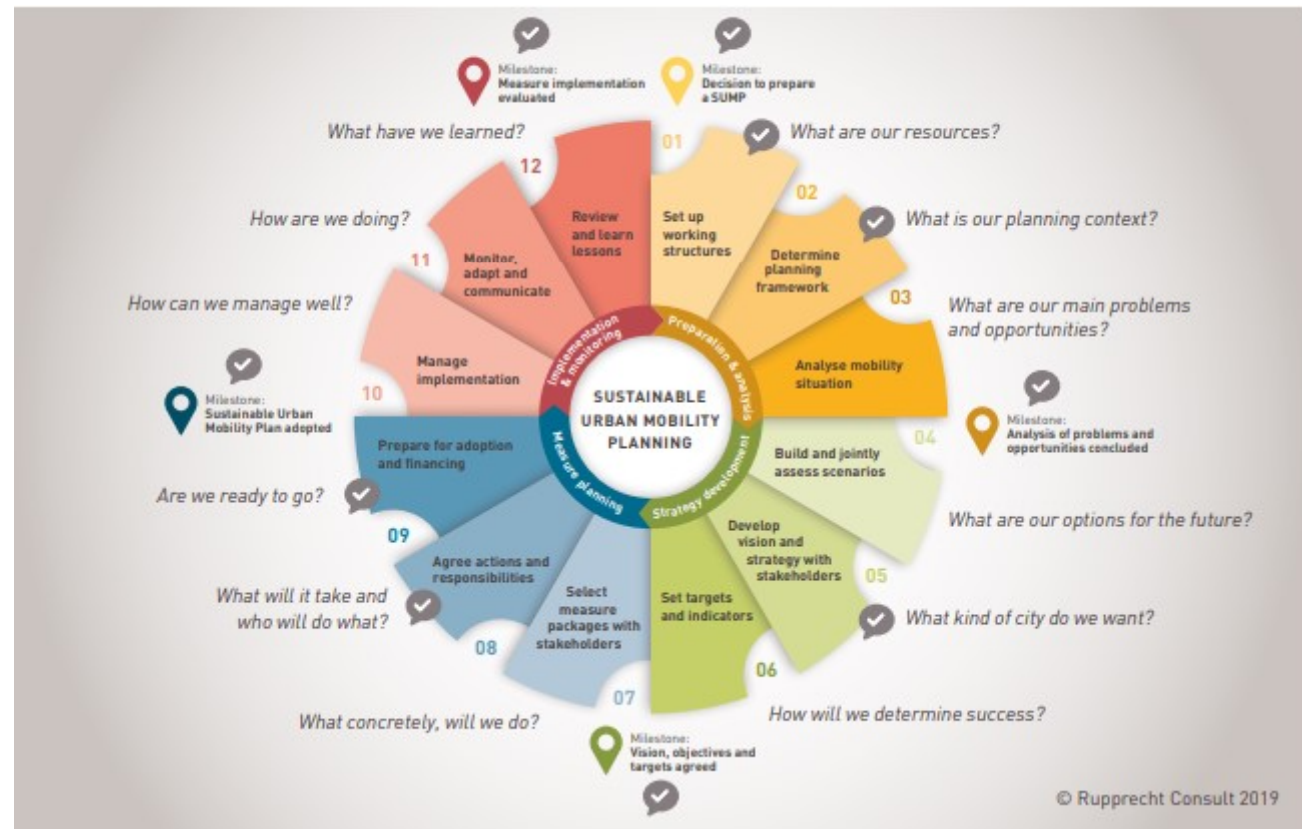 Milestone:
Measure implementation
evaluated
Milestone:
Decision to prepare
a SUMP
What have we learned?
What are our resources?
12
01
Review
and learn
lessons
Set up
working
structures
02
What is our planning context?
Determine
planning
framework
03
What are our main problems
and opportunities?
Analyse mobility
situation
Milestone:
Analysis of problems and
opportunities concluded
04
Build and jointly
assess scenarios
What are our options for the future?
05
Develop
vision and
strategy with
stakeholders
What kind of city do we want?
06
Set targets
and indicators
How will we determine success?
Milestone:
Vision, objectives and
targets agreed
07
Select
measure
packages with
stakeholders
What concretely, will we do?
08
Agree actions and
responsibilities
What will it take and
who will do what?
09
Prepare for adoption
and financing
Are we ready to go?
Milestone:
Sustainable Urban
Mobility Plan adopted
10
Manage
implementation
How can we manage well?
11
Monitor,
adapt and
communicate
How are we doing?
Implementation
& monitoring
Preparation & analysis
Strategy development
Measure planning
SUSTAINABLE
URBAN MOBILITY
PLANNING
© Rupprecht Consult 2019